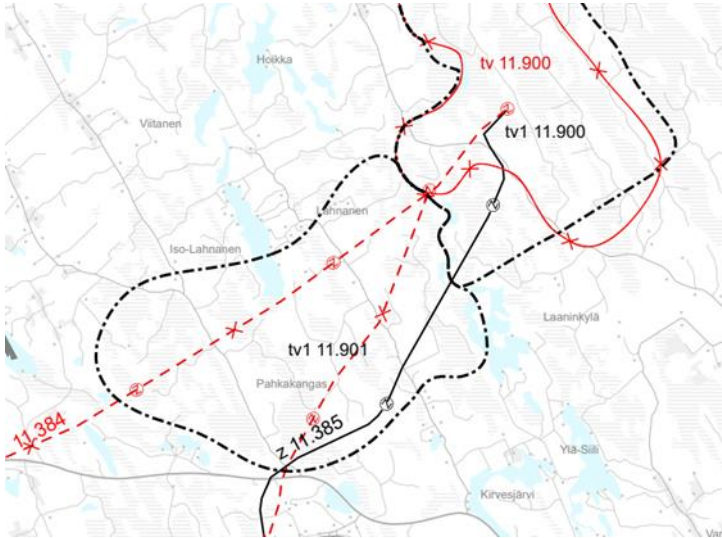 tv 11.900
Hoikka
Viitanen
tv1 11.900
Lahnanen
Iso-Lahnanen
Laaninkylä
tv1 11.901
Pahkakangas
z 11.385
11.384
Ylä-Siili
Kirvesjärvi
Var